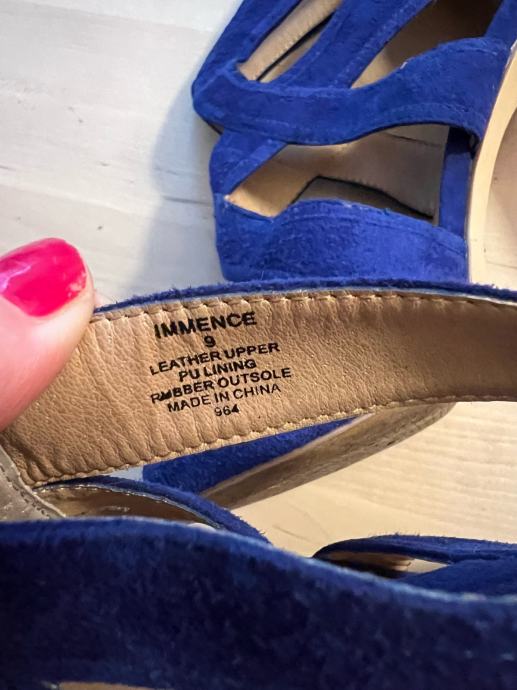 IMMENCE
9
LEATHER UPPER
PU LINING
RUBBER OUTSOLE
MADE IN CHINA
964